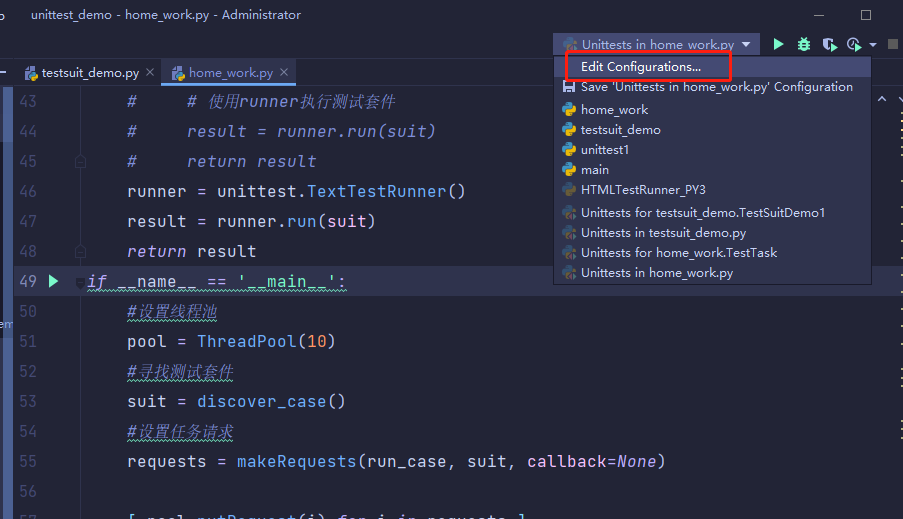 unittest_demo - home_work.py - Administrator
Unittests in home_work.py
testsuit_demo.py
home_work.py
Edit Configurations...
Save 'Unittests in home_work.py' Configuration
home_work
testsuit_demo
unittest1
main
HTMLTestRunner_PY3
Unittests for testsuit_demo.TestSuitDemo1
Unittests in testsuit_demo.py
Unittests for home_work.TestTask
Unittests in home_work.py
43 # # 使用runner执行测试套件
44 # result = runner.run(suit)
45 # return result
46 runner = unittest.TextTestRunner()
47 result = runner.run(suit)
48 return result
49 if __name__ == '__main__':
50 #设置线程池
51 pool = ThreadPool(10)
52 #寻找测试套件
53 suit = discover_case()
54 #设置任务请求
55 requests = makeRequests(run_case, suit, callback=None)
56